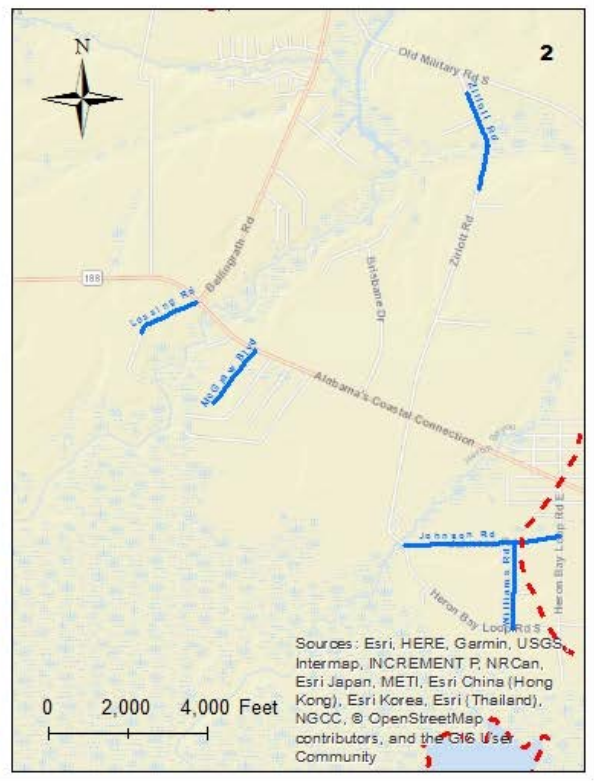 N
2
Old Military Rd S
Zirlott Rd
Bellingrath Rd
Zirlott Rd
Brisbane Dr
188
Lossing Rd
McGraw Blvd
Alabama's Coastal Connection
Heron Bayou
Johnson Rd
Williams Rd
Heron Bay Loop Rd E
Heron Bay Loop Rd S
Sources: Esri, HERE, Garmin, USGS,
Intermap, INCREMENT P, NRCan,
Esri Japan, METI, Esri China (Hong
Kong), Esri Korea, Esri (Thailand),
NGCC, © OpenStreetMap
contributors, and the GIS User
Community
0 2,000 4,000 Feet